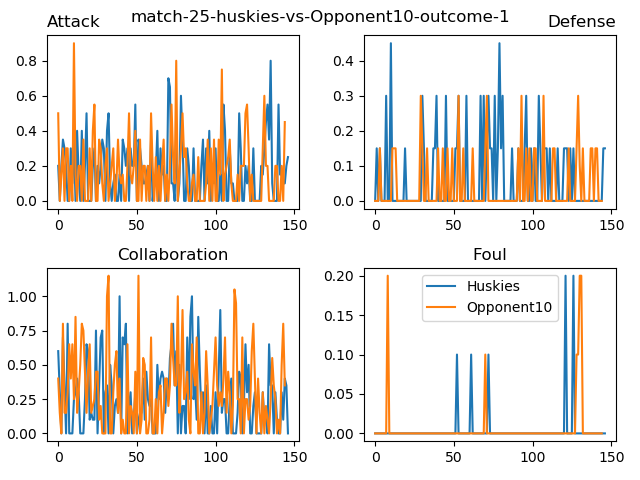 match-25-huskies-vs-Opponent10-outcome-1
Attack
Defense
0.8
0.6
0.4
0.2
0.0
0 50 100 150
0.4
0.3
0.2
0.1
0.0
0 50 100 150
Collaboration
Foul
1.00
0.75
0.50
0.25
0.00
0 50 100 150
0.20
0.15
0.10
0.05
0.00
0 50 100 150
Huskies
Opponent10